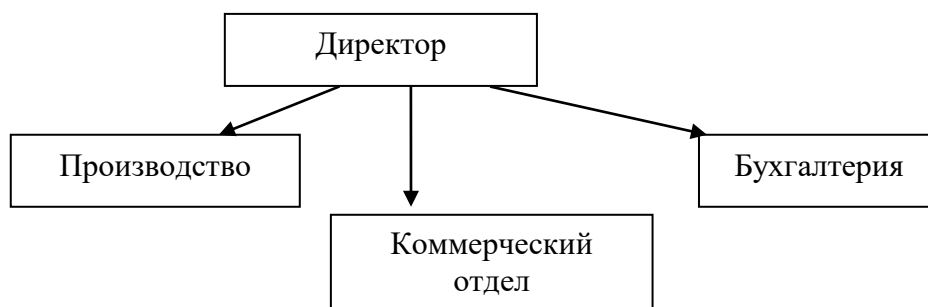 Директор
Производство
Бухгалтерия
Коммерческий
отдел